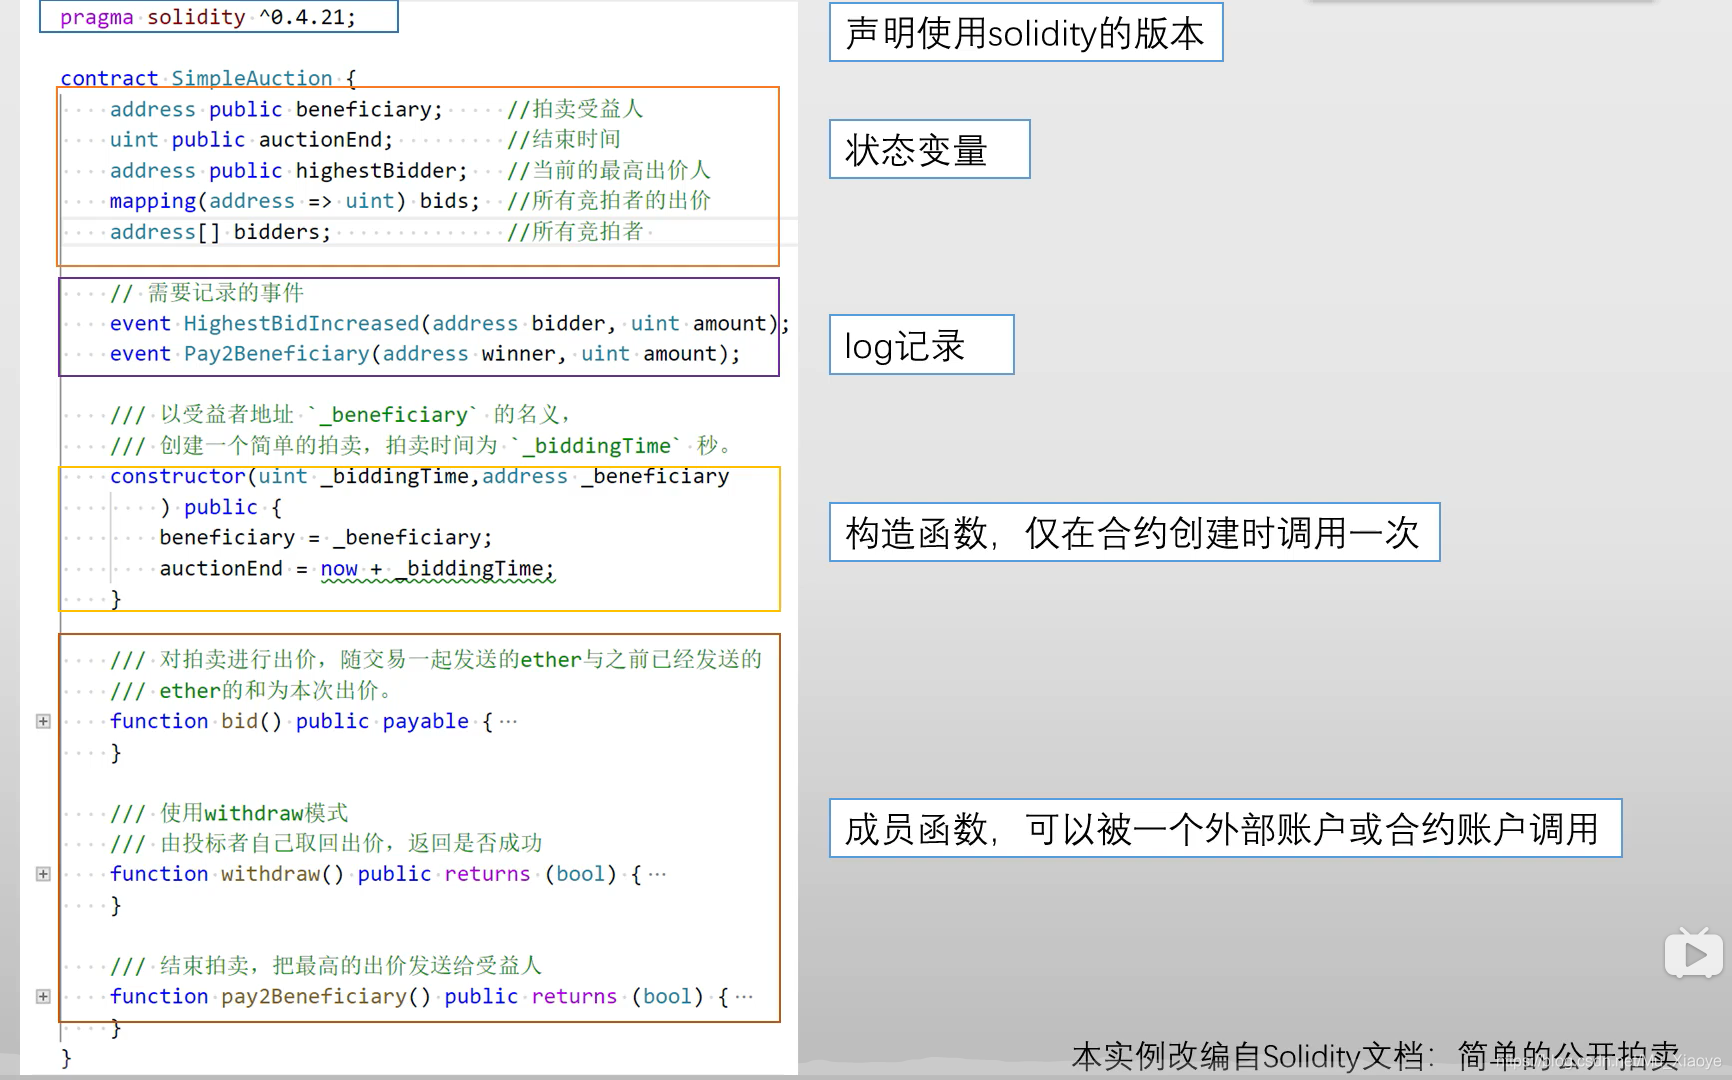 pragma solidity ^0.4.21;
声明使用solidity的版本
contract SimpleAuction {
address public beneficiary; //拍卖受益人
uint public auctionEnd; //结束时间
address public highestBidder; //当前的最高出价人
mapping(address => uint) bids; //所有竞拍者的出价
address[] bidders; //所有竞拍者
状态变量
// 需要记录的事件
event HighestBidIncreased(address bidder, uint amount);
event Pay2Beneficiary(address winner, uint amount);
log记录
/// 以受益者地址 `_beneficiary` 的名义，
/// 创建一个简单的拍卖，拍卖时间为 `_biddingTime` 秒。
constructor(uint _biddingTime,address _beneficiary
) public {
beneficiary = _beneficiary;
auctionEnd = now + _biddingTime;
}
构造函数，仅在合约创建时调用一次
/// 对拍卖进行出价，随交易一起发送的ether与之前已经发送的
/// ether的和为本次出价。
function bid() public payable { ···
}
/// 使用withdraw模式
/// 由投标者自己取回出价，返回是否成功
function withdraw() public returns (bool) { ···
}
/// 结束拍卖，把最高的出价发送给受益人
function pay2Beneficiary() public returns (bool) { ···
}
成员函数，可以被一个外部账户或合约账户调用
}
本实例改编自Solidity文档：简单的公开拍卖